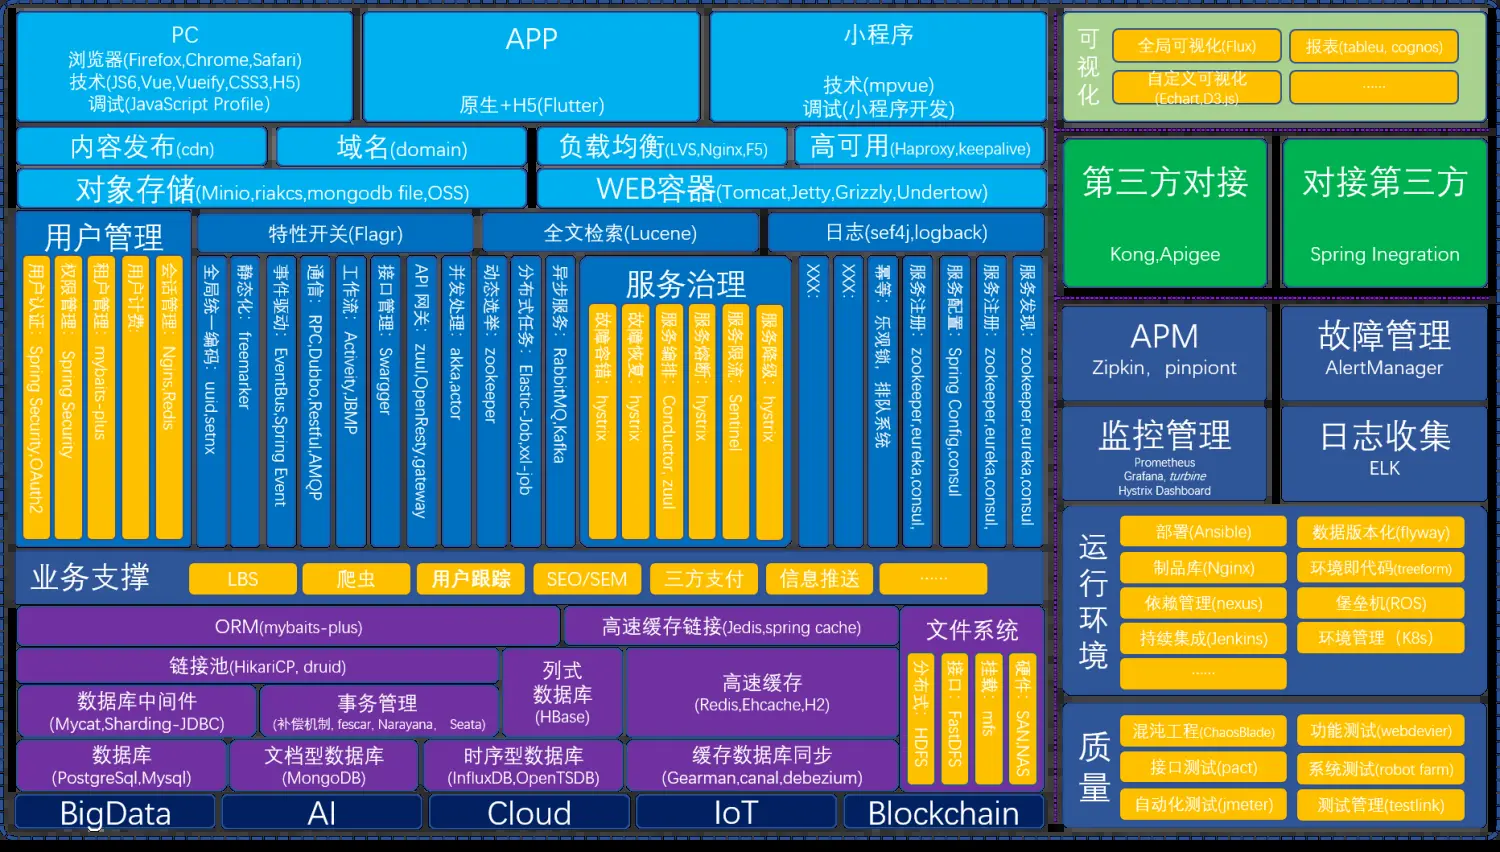 PC
浏览器(Firefox,Chrome,Safari)
技术(JS6,Vue,Vueify,CSS3,H5)
调试(JavaScript Profile)
APP
原生+H5(Flutter)
小程序
技术(mpvue)
调试(小程序开发)
内容发布(cdn)
域名(domain)
负载均衡(LVS,Nginx,F5)
高可用(Haproxy,keepalive)
对象存储(Minio,riakcs,mongodb file,OSS)
WEB容器(Tomcat,Jetty,Grizzly,Undertow)
用户管理
用户认证：Spring Security,OAuth2
权限管理：Spring Security
租户管理：mybaits-plus
用户计费：
会话管理：Nginx,Redis
特性开关(Flagr)
全文检索(Lucene)
日志(sef4j,logback)
全局统一编码：uuid,setnx
静态化：freemarker
事件驱动：EventBus,Spring Event
通信：RPC,Dubbo,Restful,AMQP
工作流：Activeity,JBMP
接口管理：Swargger
API 网关：zuul,OpenResty,gateway
并发处理：akka,actor
动态选举：zookeeper
分布式任务：Elastic-Job,xxl-job
异步服务：RabbitMQ,Kafka
服务治理
故障容错：hystrix
故障恢复：hystrix
服务编排：Conductor, zuul
服务熔断：hystrix
服务限流：Sentinel
服务降级：hystrix
XXX：
XXX：
幂等：乐观锁，排队系统
服务注册：zookeeper,eureka,consul,
服务配置：Spring Config,consul
服务注册：zookeeper,eureka,consul,
服务发现：zookeeper,eureka,consul
业务支撑
LBS
爬虫
用户跟踪
SEO/SEM
三方支付
信息推送
······
ORM(mybaits-plus)
高速缓存链接(Jedis,spring cache)
链接池(HikariCP, druid)
列式
数据库
(HBase)
高速缓存
(Redis,Ehcache,H2)
数据库中间件
(Mycat,Sharding-JDBC)
事务管理
(补偿机制, fescar, Narayana， Seata)
数据库
(PostgreSql,Mysql)
文档型数据库
(MongoDB)
时序型数据库
(InfluxDB,OpenTSDB)
缓存数据库同步
(Gearman,canal,debezium)
文件系统
分布式：HDFS
接口：FastDFS
挂载：mfs
硬件：SAN,NAS
BigData
AI
Cloud
IoT
Blockchain
可视化
全局可视化(Flux)
报表(tableu, cognos)
自定义可视化
(Echart,D3.js)
······
第三方对接
Kong,Apigee
对接第三方
Spring Inegration
APM
Zipkin，pinpiont
故障管理
AlertManager
监控管理
Prometheus
Grafana, turbine
Hystrix Dashboard
日志收集
ELK
运行环境
部署(Ansible)
数据版本化(flyway)
制品库(Nginx)
环境即代码(treeform)
依赖管理(nexus)
堡垒机(ROS)
持续集成(Jenkins)
环境管理（K8s)
······
质量
混沌工程(ChaosBlade)
功能测试(webdevier)
接口测试(pact)
系统测试(robot farm)
自动化测试(jmeter)
测试管理(testlink)